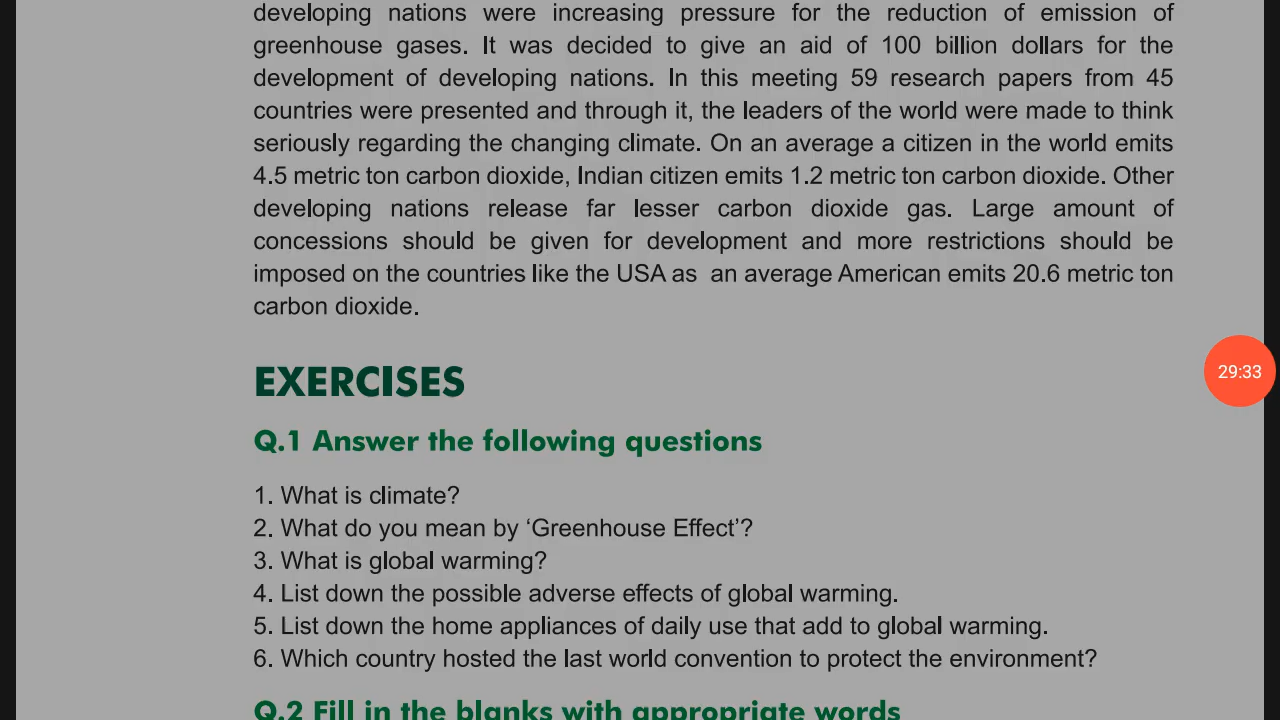 developing nations were increasing pressure for the reduction of emission of
greenhouse gases. It was decided to give an aid of 100 billion dollars for the
development of developing nations. In this meeting 59 research papers from 45
countries were presented and through it, the leaders of the world were made to think
seriously regarding the changing climate. On an average a citizen in the world emits
4.5 metric ton carbon dioxide, Indian citizen emits 1.2 metric ton carbon dioxide. Other
developing nations release far lesser carbon dioxide gas. Large amount of
concessions should be given for development and more restrictions should be
imposed on the countries like the USA as an average American emits 20.6 metric ton
carbon dioxide.
EXERCISES
29:33
Q.1 Answer the following questions
1. What is climate?
2. What do you mean by ‘Greenhouse Effect’?
3. What is global warming?
4. List down the possible adverse effects of global warming.
5. List down the home appliances of daily use that add to global warming.
6. Which country hosted the last world convention to protect the environment?
Q.2 Fill in the blanks with appropriate words